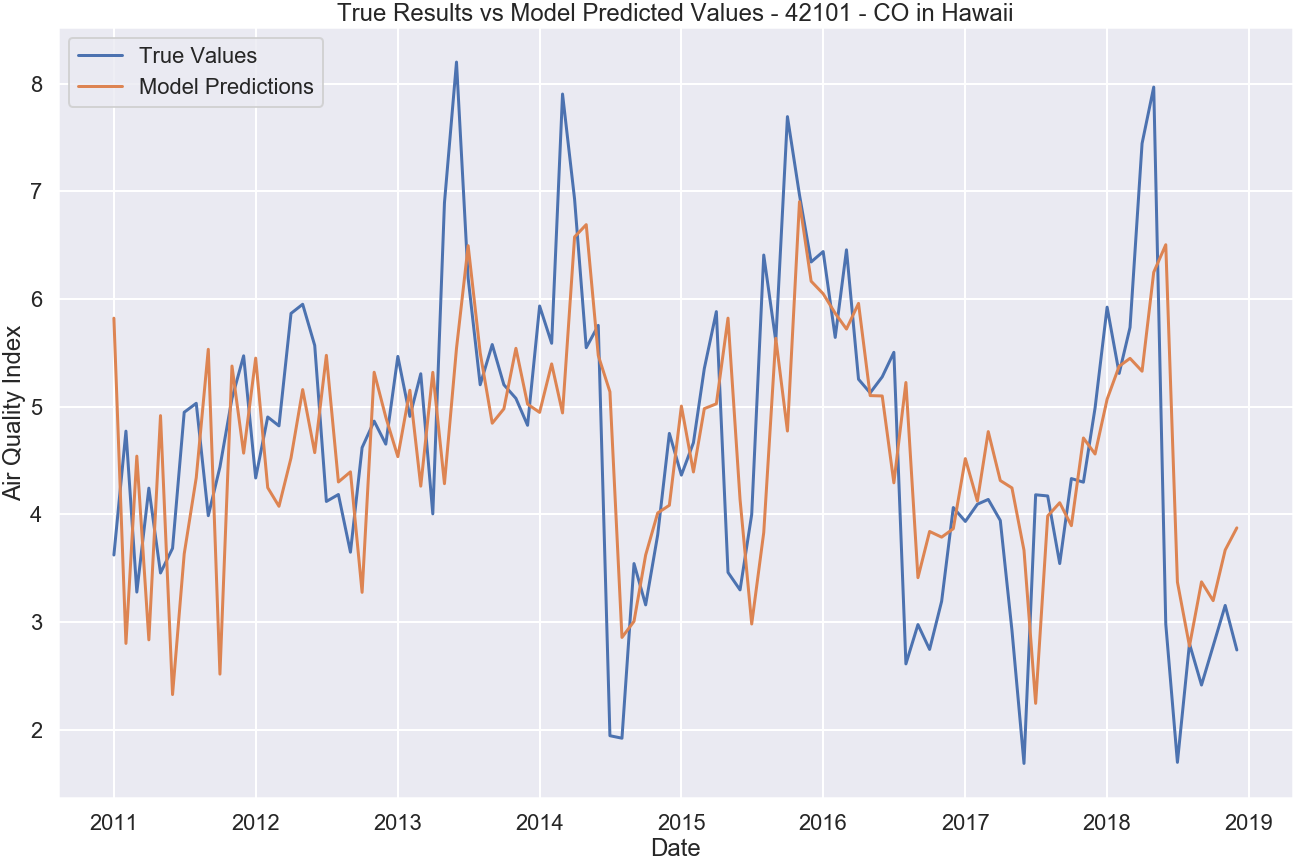 True Results vs Model Predicted Values - 42101 - CO in Hawaii
True Values
Model Predictions
8
7
6
5
4
3
2
Air Quality Index
2011 2012 2013 2014 2015 2016 2017 2018 2019
Date